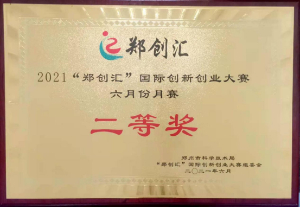 郑创汇
2021“郑创汇”国际创新创业大赛
六月份月赛
二等奖
郑州市科学技术局
“郑创汇”国际创新创业大赛组委会
二〇二一年六月